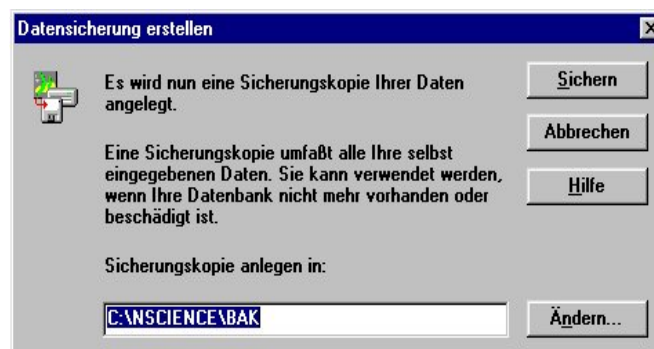 Datensicherung erstellen
Es wird nun eine Sicherungskopie Ihrer Daten
angelegt.
Eine Sicherungskopie umfaßt alle Ihre selbst
eingegebenen Daten. Sie kann verwendet werden,
wenn Ihre Datenbank nicht mehr vorhanden oder
beschädigt ist.
Sicherungskopie anlegen in:
C:\NSCIENCE\BAK
Sichern
Abbrechen
Hilfe
Ändern...